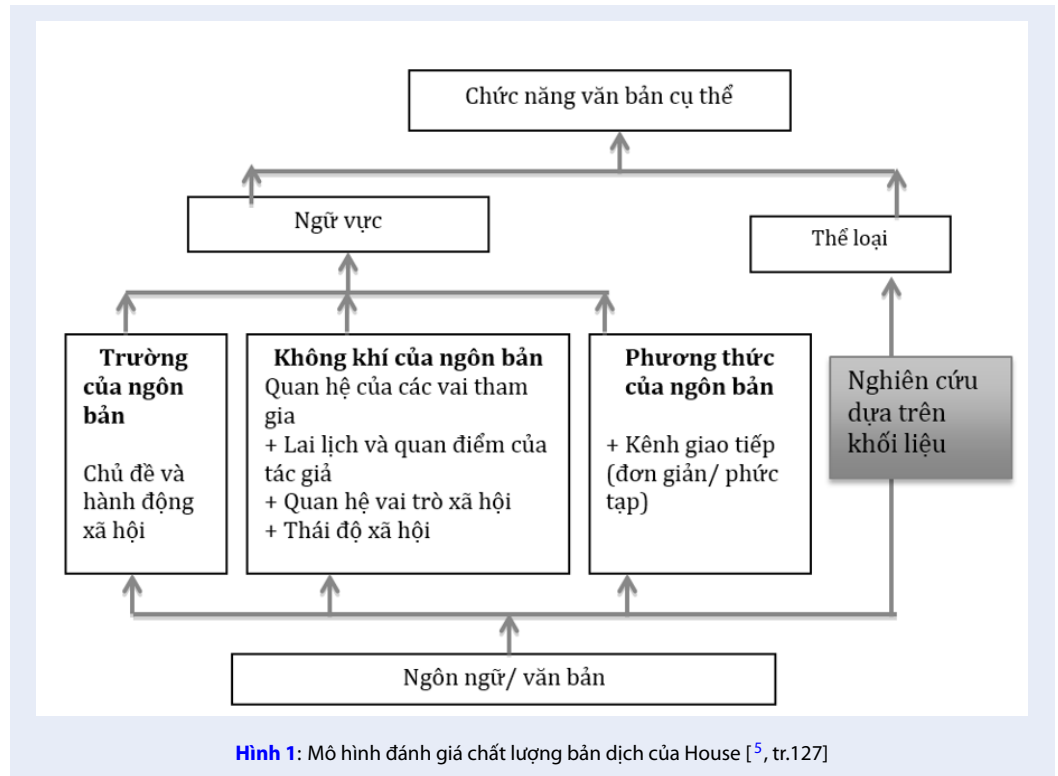 Chức năng văn bản cụ thể
Ngữ vực
Thể loại
Trường
của ngôn
bản
Chủ đề và
hành động
xã hội
Không khí của ngôn bản
Quan hệ của các vai tham
gia
+ Lai lịch và quan điểm của
tác giả
+ Quan hệ vai trò xã hội
+ Thái độ xã hội
Phương thức
của ngôn bản
+ Kênh giao tiếp
(đơn giản/ phức
tạp)
Nghiên cứu
dựa trên
khối liệu
Ngôn ngữ/ văn bản
Hình 1: Mô hình đánh giá chất lượng bản dịch của House [5, tr.127]